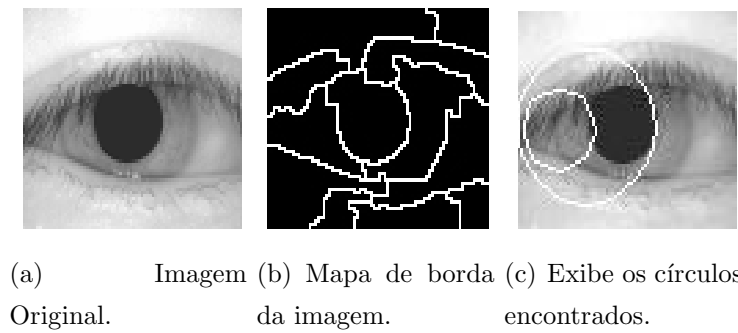 (a) Imagem
Original.
(b) Mapa de borda
da imagem.
(c) Exibe os círculos
encontrados.